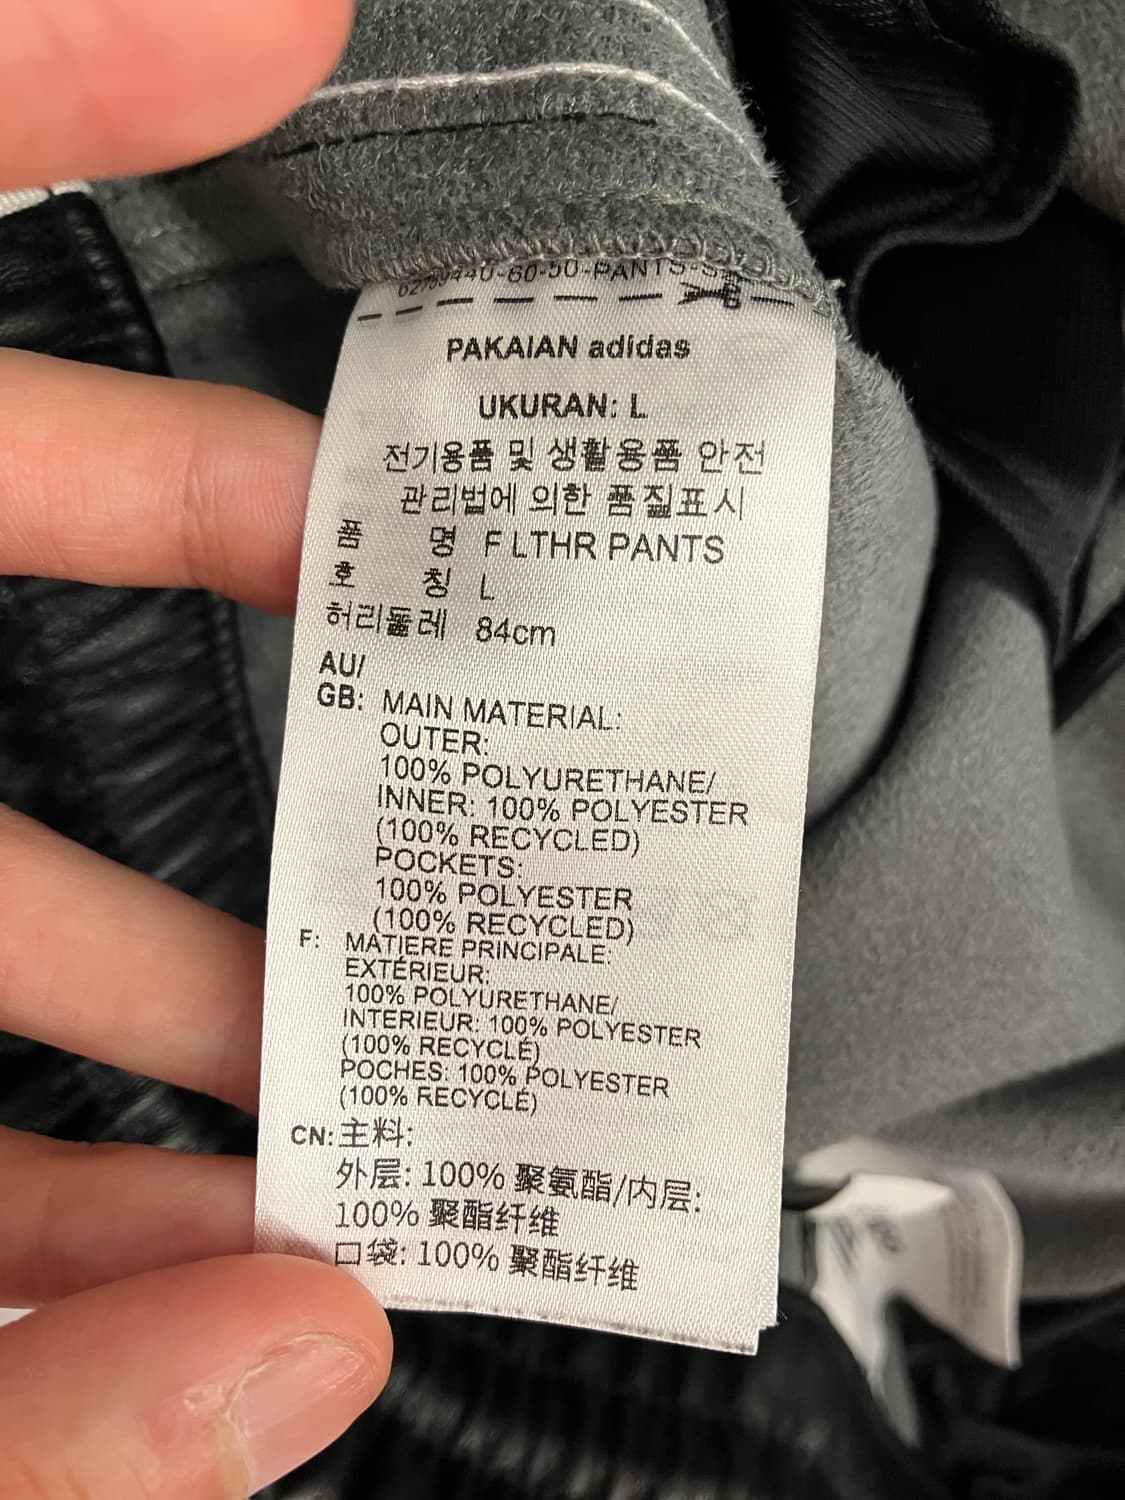 PAKAIAN adidas
UKURAN: L
전기용품 및 생활용품 안전
관리법에 의한 품질표시
품 명 F LTHR PANTS
호 칭 L
허리둘레 84cm
AU/
GB: MAIN MATERIAL:
OUTER:
100% POLYURETHANE/
INNER: 100% POLYESTER
(100% RECYCLED)
POCKETS:
100% POLYESTER
(100% RECYCLED)
F: MATIERE PRINCIPALE:
EXTÉRIEUR:
100% POLYURETHANE/
INTERIEUR: 100% POLYESTER
(100% RECYCLÉ)
POCHES: 100% POLYESTER
(100% RECYCLÉ)
CN: 主料:
外层: 100% 聚氨酯/内层:
100% 聚酯纤维
口袋: 100% 聚酯纤维